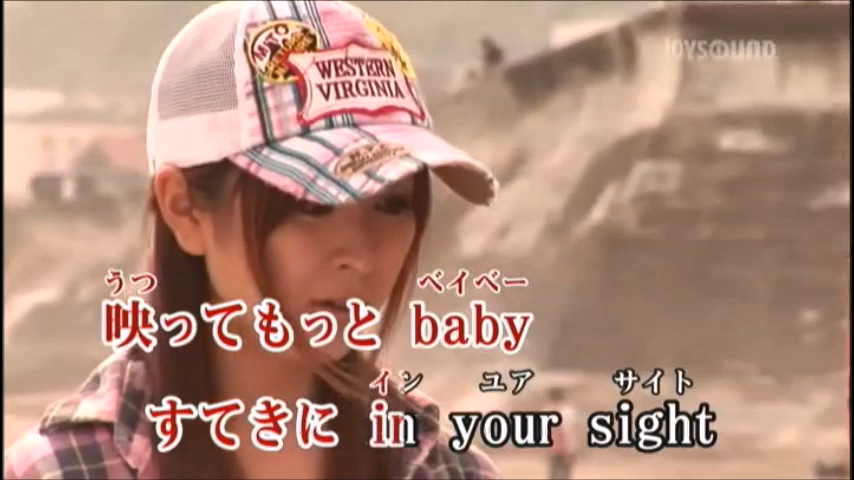 JOYSOUND
WESTERN
VIRGINIA
うつ ベイベー
映ってもっと baby
イン ユア サイト
すてきに in your sight